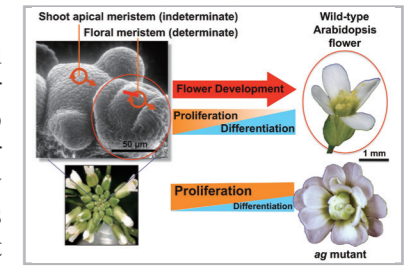 Shoot apical meristem (indeterminate)
Floral meristem (determinate)
Wild-type
Arabidopsis
flower
Flower Development
Proliferation
Differentiation
50 µm
1 mm
Proliferation
Differentiation
ag mutant